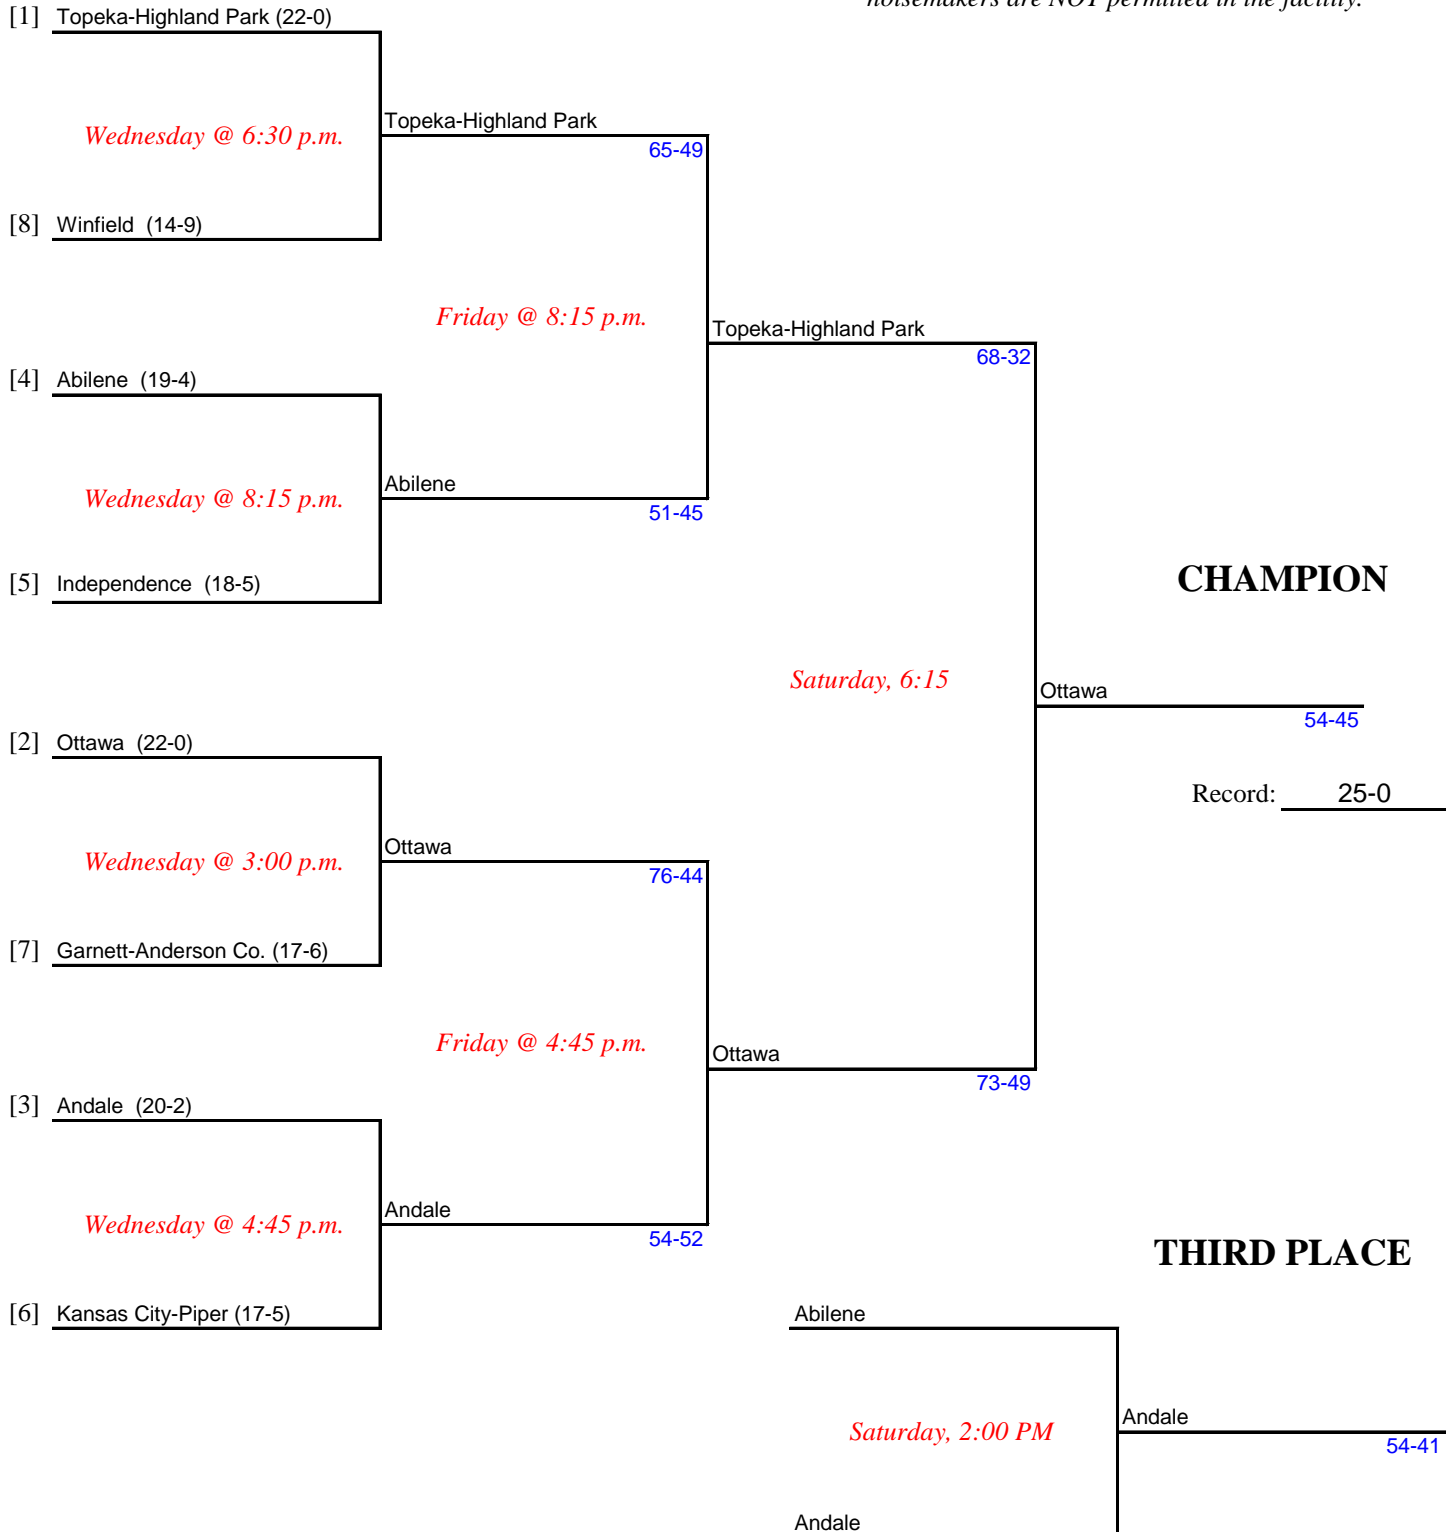 noisemakers are NOT permitted in the facility.
[1] Topeka-Highland Park (22-0)
Wednesday @ 6:30 p.m.
Topeka-Highland Park
65-49
[8] Winfield (14-9)
Friday @ 8:15 p.m.
Topeka-Highland Park
68-32
[4] Abilene (19-4)
Wednesday @ 8:15 p.m.
Abilene
51-45
[5] Independence (18-5)
CHAMPION
Saturday, 6:15
Ottawa
54-45
Record: 25-0
[2] Ottawa (22-0)
Wednesday @ 3:00 p.m.
Ottawa
76-44
[7] Garnett-Anderson Co. (17-6)
Friday @ 4:45 p.m.
Ottawa
73-49
[3] Andale (20-2)
Wednesday @ 4:45 p.m.
Andale
54-52
[6] Kansas City-Piper (17-5)
THIRD PLACE
Abilene
Saturday, 2:00 PM
Andale
54-41
Andale